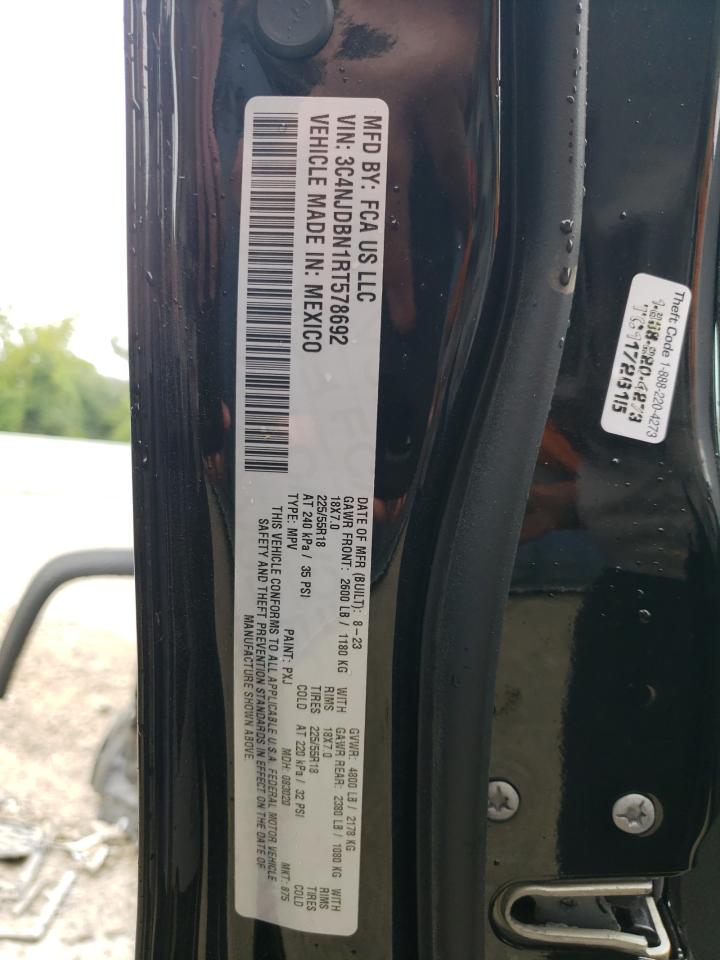 MFD BY: FCA US LLC
VIN: 3C4NJDBN1RT578692
VEHICLE MADE IN: MEXICO
DATE OF MFR (BUILT): 8-23 GVWR: 4800 LB / 2178 KG
GAWR FRONT: 2600 LB / 1180 KG WITH GAWR REAR: 2380 LB / 1080 KG WITH
18X7.0 RIMS 18X7.0 RIMS
225/55R18 TIRES 225/55R18 TIRES
AT 240 kPa / 35 PSI COLD AT 220 kPa / 32 PSI COLD
TYPE: MPV PAINT: PXJ MDH: 083020 MKT: 875
THIS VEHICLE CONFORMS TO ALL APPLICABLE U.S.A. FEDERAL MOTOR VEHICLE
SAFETY AND THEFT PREVENTION STANDARDS IN EFFECT ON THE DATE OF
MANUFACTURE SHOWN ABOVE.
Theft Code 1-888-220-4273